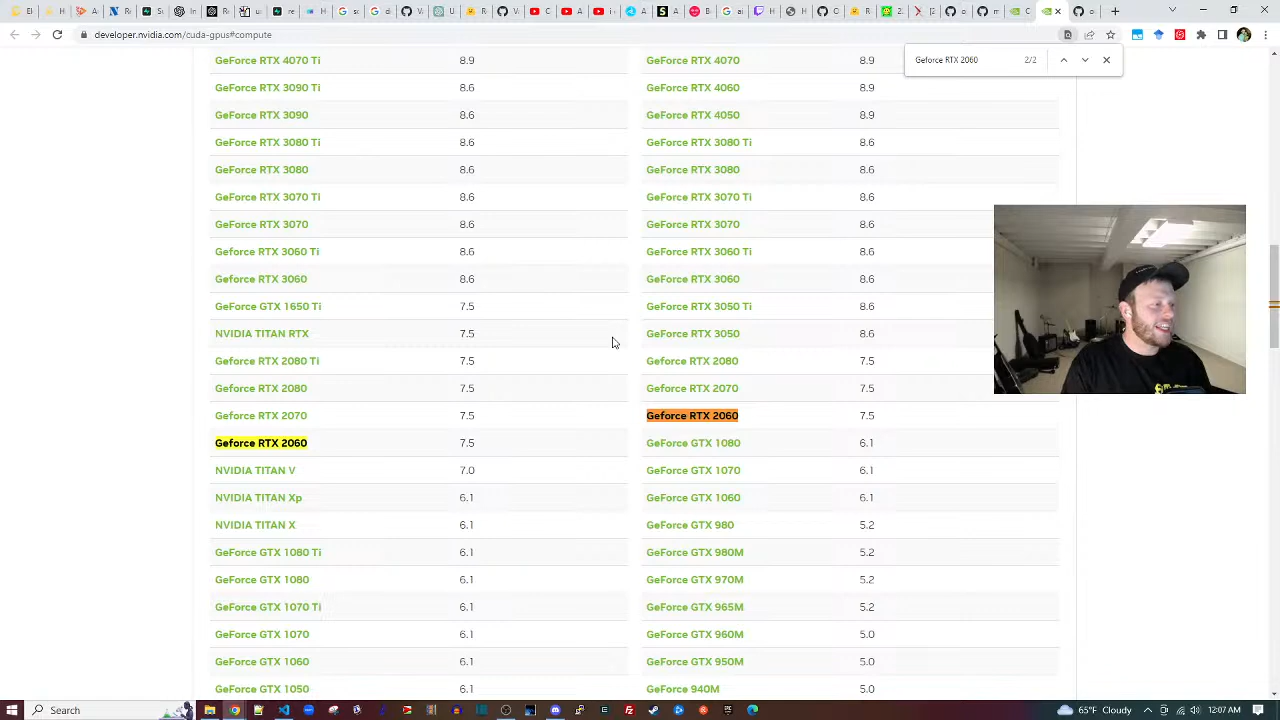 developer.nvidia.com/cuda-gpus#compute
Geforce RTX 2060 2/2
GeForce RTX 4070 Ti 8.9
GeForce RTX 3090 Ti 8.6
GeForce RTX 3090 8.6
GeForce RTX 3080 Ti 8.6
GeForce RTX 3080 8.6
GeForce RTX 3070 Ti 8.6
GeForce RTX 3070 8.6
Geforce RTX 3060 Ti 8.6
Geforce RTX 3060 8.6
GeForce GTX 1650 Ti 7.5
NVIDIA TITAN RTX 7.5
Geforce RTX 2080 Ti 7.5
Geforce RTX 2080 7.5
Geforce RTX 2070 7.5
Geforce RTX 2060 7.5
NVIDIA TITAN V 7.0
NVIDIA TITAN Xp 6.1
NVIDIA TITAN X 6.1
GeForce GTX 1080 Ti 6.1
GeForce GTX 1080 6.1
GeForce GTX 1070 Ti 6.1
GeForce GTX 1070 6.1
GeForce GTX 1060 6.1
GeForce GTX 1050 6.1
GeForce RTX 4070 8.9
GeForce RTX 4060 8.9
GeForce RTX 4050 8.9
GeForce RTX 3080 Ti 8.6
GeForce RTX 3080 8.6
GeForce RTX 3070 Ti 8.6
GeForce RTX 3070 8.6
GeForce RTX 3060 Ti 8.6
GeForce RTX 3060 8.6
GeForce RTX 3050 Ti 8.6
GeForce RTX 3050 8.6
Geforce RTX 2080 7.5
Geforce RTX 2070 7.5
Geforce RTX 2060 7.5
GeForce GTX 1080 6.1
GeForce GTX 1070 6.1
GeForce GTX 1060 6.1
GeForce GTX 980 5.2
GeForce GTX 980M 5.2
GeForce GTX 970M 5.2
GeForce GTX 965M 5.2
GeForce GTX 960M 5.0
GeForce GTX 950M 5.0
GeForce 940M 5.0
Search
65°F Cloudy
12:07 AM